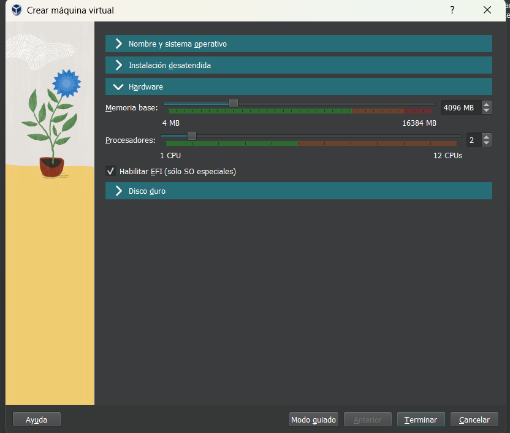 Crear máquina virtual
Nombre y sistema operativo
Instalación desatendida
Hardware
Memoria base:
4096 MB
4 MB
16384 MB
Procesadores:
2
1 CPU
12 CPUs
Habilitar EFI (sólo SO especiales)
Disco duro
Ayuda
Modo guiado
Anterior
Terminar
Cancelar